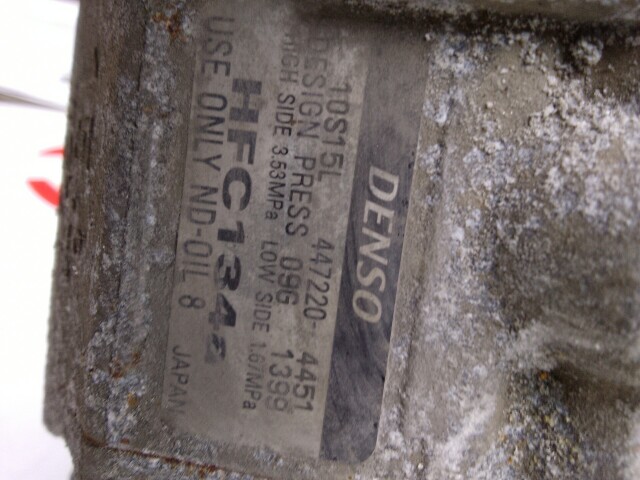 DENSO
10S15L 447220-4451
DESIGN PRESS 09G 1399
HIGH SIDE 3.53MPa LOW SIDE 1.67MPa
HFC134a
USE ONLY ND-OIL 8 JAPAN